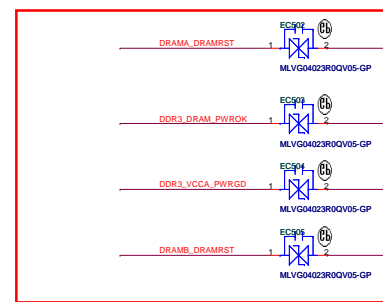 EC502
DRAMA_DRAMRST 1 2
MLVG04023R0QV05-GP
EC503
DDR3_DRAM_PWROK 1 2
MLVG04023R0QV05-GP
EC504
DDR3_VCCA_PWRGD 1 2
MLVG04023R0QV05-GP
EC505
DRAMB_DRAMRST 1 2
MLVG04023R0QV05-GP